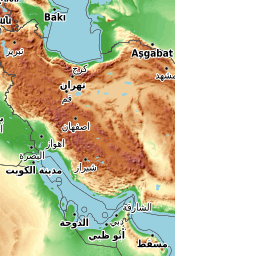 Bakı
Aşgabat
تبریز
کرج
مشهد
تهران
قم
اصفهان
اهواز
البصرة
شیراز
مدينة الكويت
الشارقة
الدوحة
دبي
أبو ظبي
مسقط